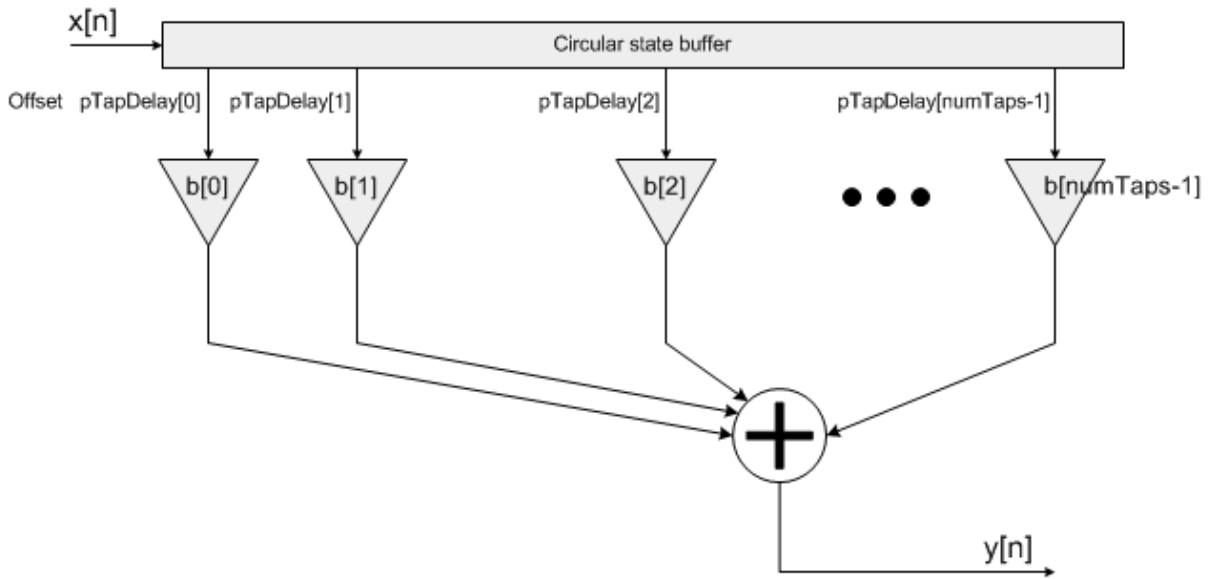 x[n]
Circular state buffer
Offset pTapDelay[0] pTapDelay[1] pTapDelay[2] pTapDelay[numTaps-1]
b[0] b[1] b[2] b[numTaps-1]
y[n]